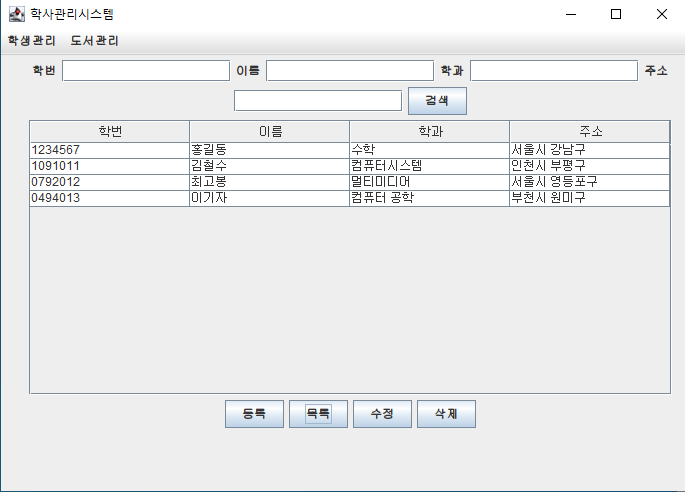 학사관리시스템
학생관리 도서관리
학번 이름 학과 주소
검색
학번 이름 학과 주소
1234567 홍길동 수학 서울시 강남구
1091011 김철수 컴퓨터시스템 인천시 부평구
0792012 최고봉 멀티미디어 서울시 영등포구
0494013 이기자 컴퓨터 공학 부천시 원미구
등록 목록 수정 삭제